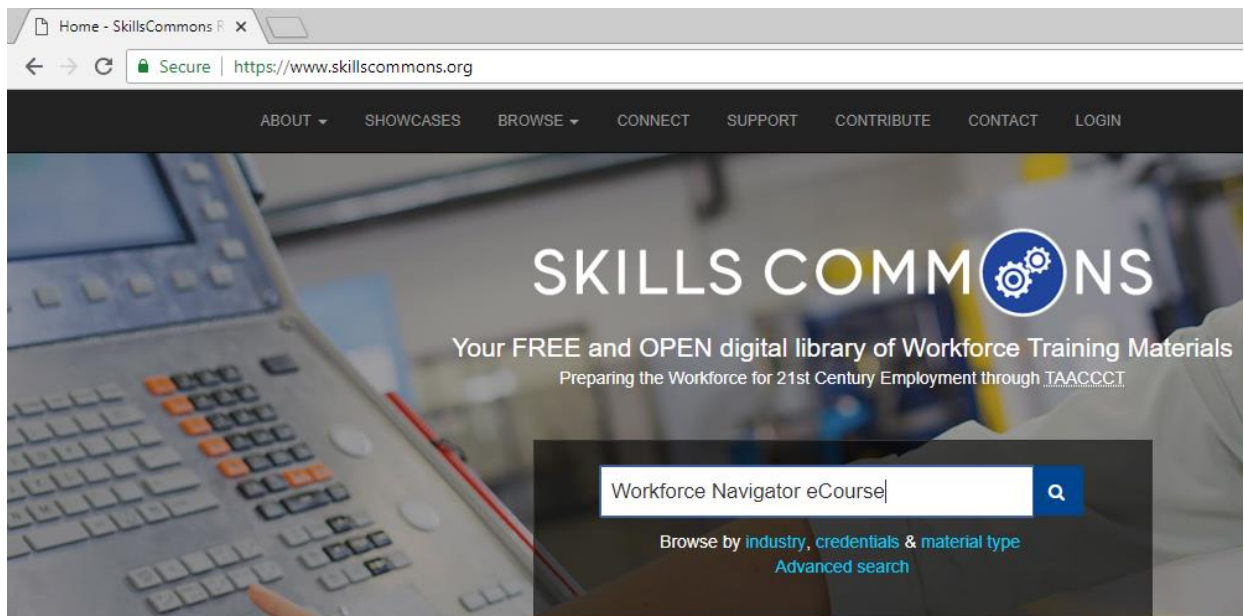 Home - SkillsCommons R
Secure | https://www.skillscommons.org
ABOUT SHOWCASES BROWSE CONNECT SUPPORT CONTRIBUTE CONTACT LOGIN
SKILLS COMMONS
Your FREE and OPEN digital library of Workforce Training Materials
Preparing the Workforce for 21st Century Employment through TAACCCT
Workforce Navigator eCourse
Browse by industry, credentials & material type
Advanced search